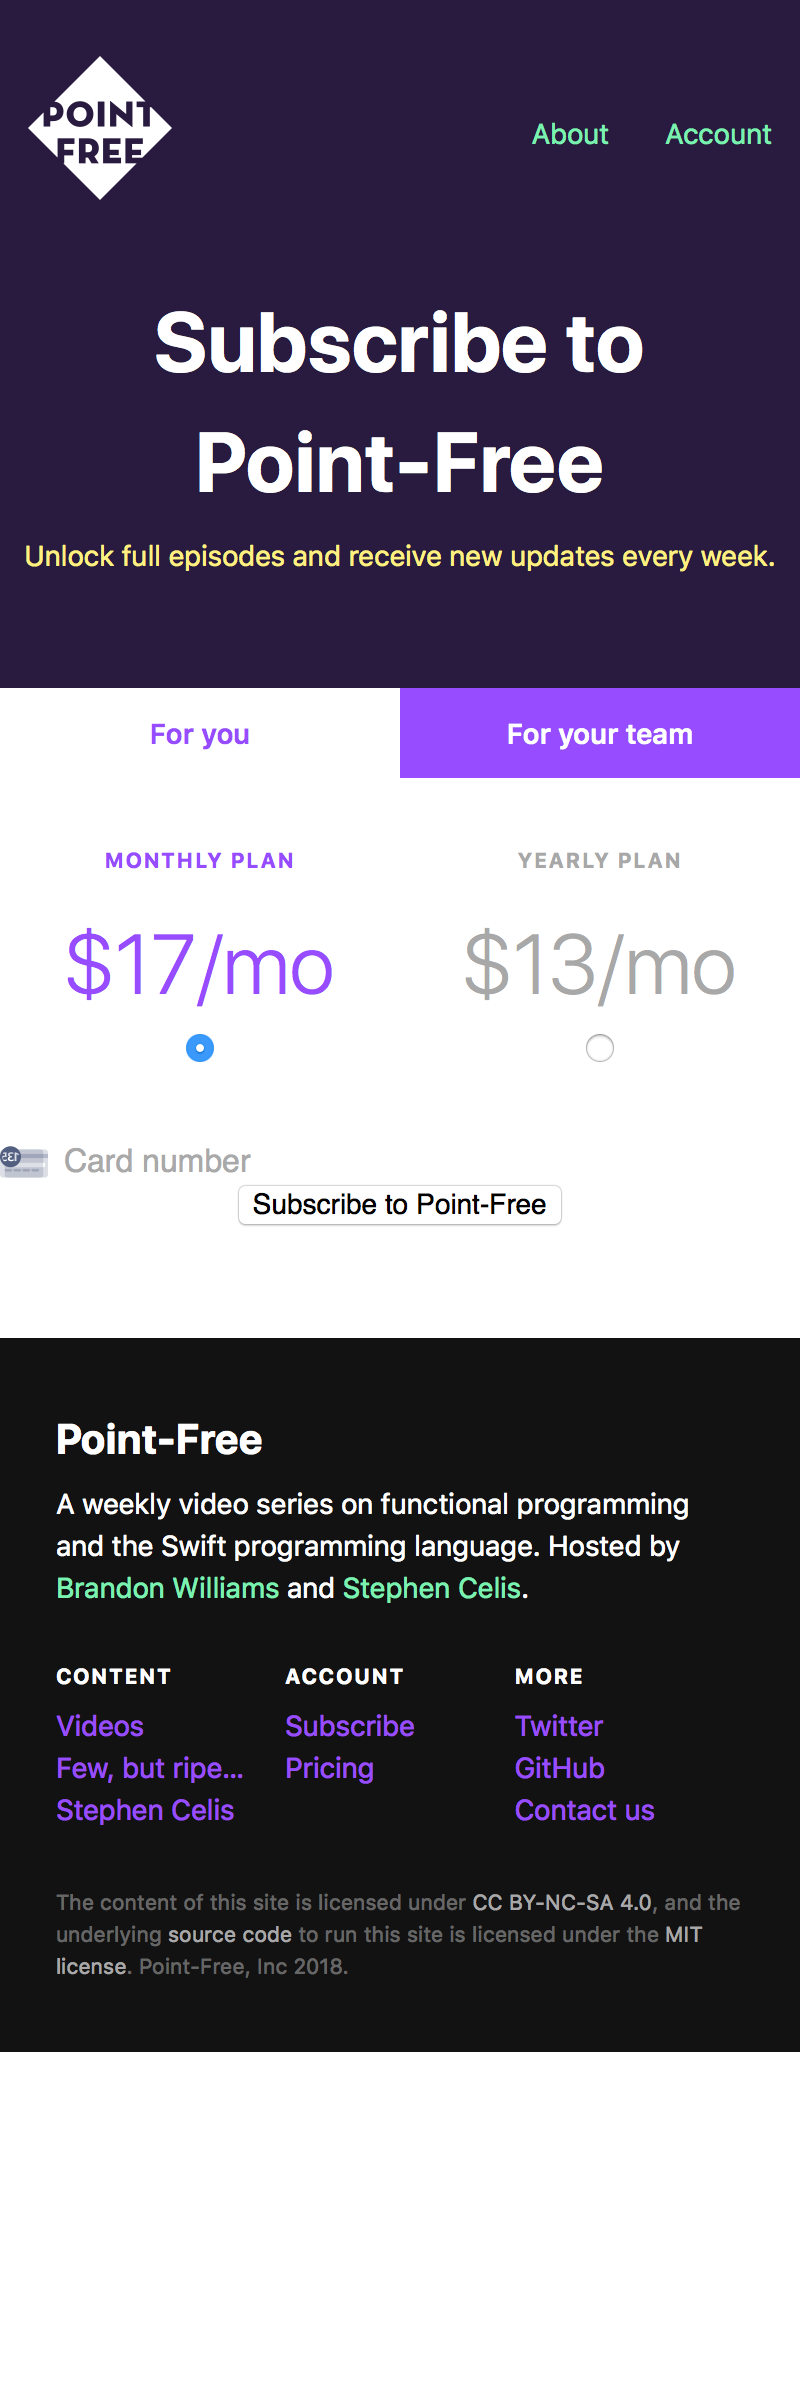 POINT
FREE
About Account
Subscribe to
Point-Free
Unlock full episodes and receive new updates every week.
For you For your team
MONTHLY PLAN YEARLY PLAN
$17/mo $13/mo
135 Card number
Subscribe to Point-Free
Point-Free
A weekly video series on functional programming
and the Swift programming language. Hosted by
Brandon Williams and Stephen Celis.
CONTENT ACCOUNT MORE
Videos Subscribe Twitter
Few, but ripe... Pricing GitHub
Stephen Celis Contact us
The content of this site is licensed under CC BY-NC-SA 4.0, and the
underlying source code to run this site is licensed under the MIT
license. Point-Free, Inc 2018.